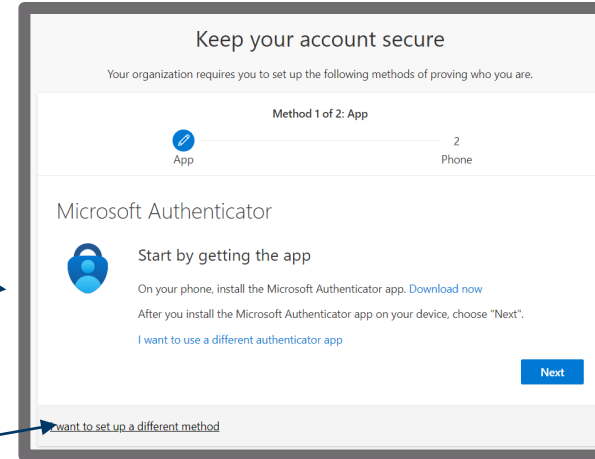 Keep your account secure
Your organization requires you to set up the following methods of proving who you are.
Method 1 of 2: App
App
2
Phone
Microsoft Authenticator
Start by getting the app
On your phone, install the Microsoft Authenticator app. Download now
After you install the Microsoft Authenticator app on your device, choose "Next".
I want to use a different authenticator app
Next
want to set up a different method